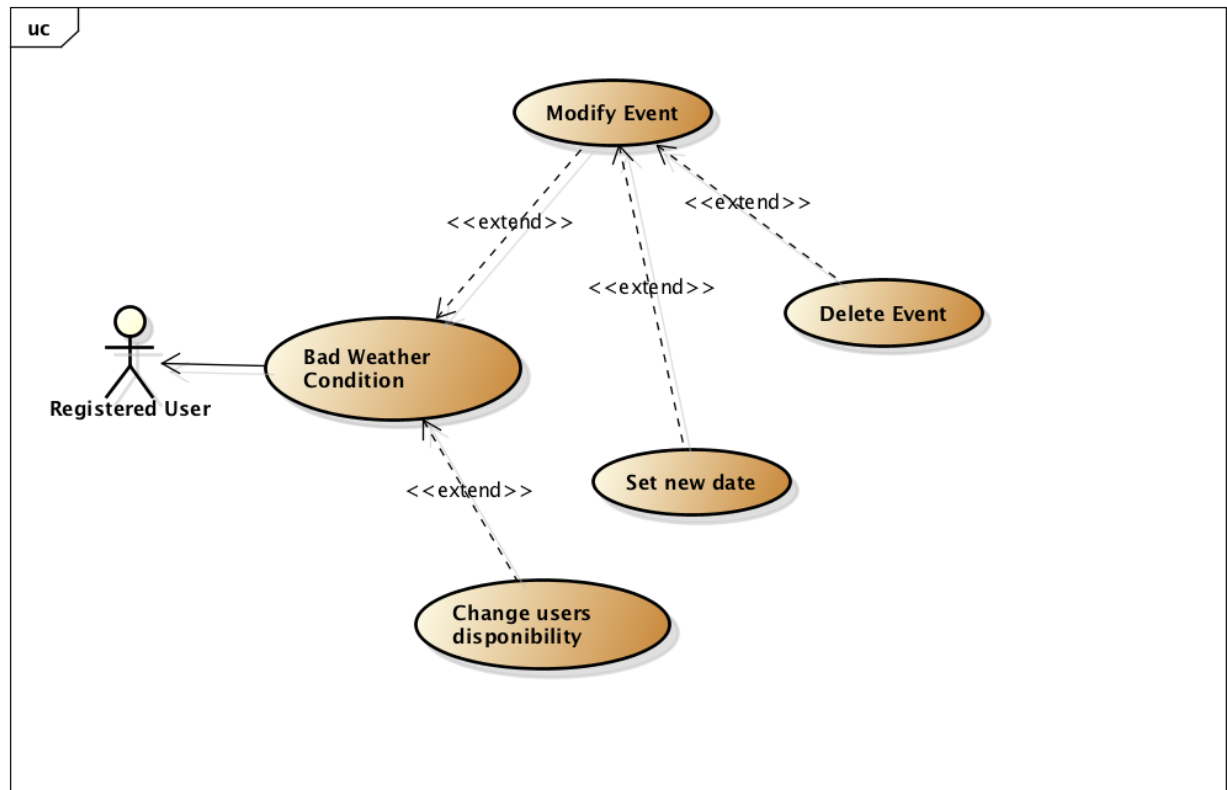 uc
Modify Event
<<extend>>
<<extend>>
<<extend>>
Delete Event
Bad Weather
Condition
Registered User
Set new date
<<extend>>
Change users
disponibility